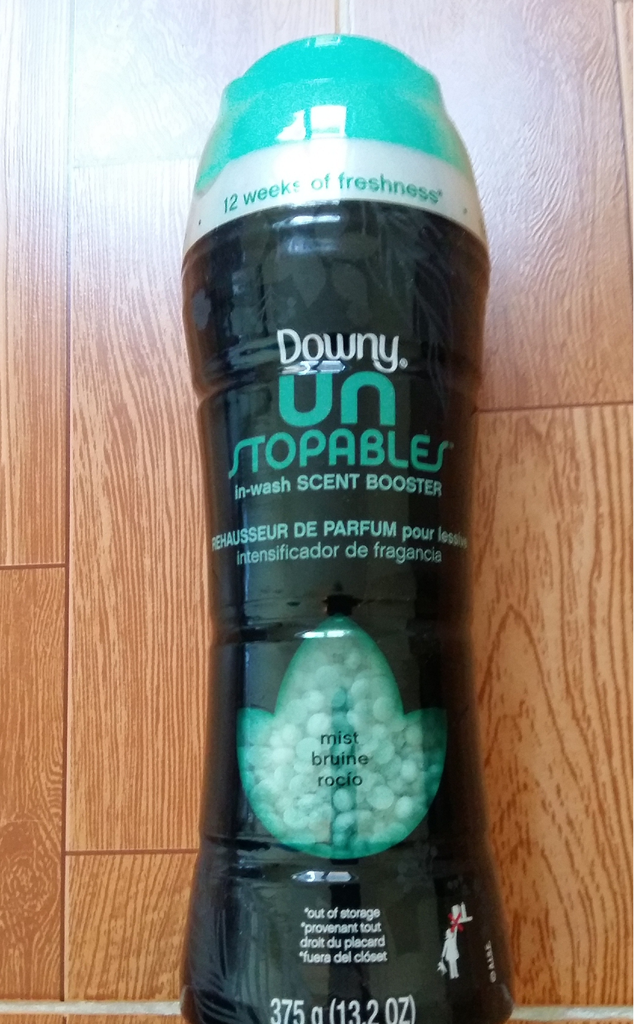 12 weeks of freshness*
Downy®
Un
STOPABLES™
in-wash SCENT BOOSTER
REHAUSSEUR DE PARFUM pour lessive
intensificador de fragancia
mist
bruine
rocío
*out of storage
*provenant tout
droit du placard
*fuera del clóset
375 g (13.2 OZ)